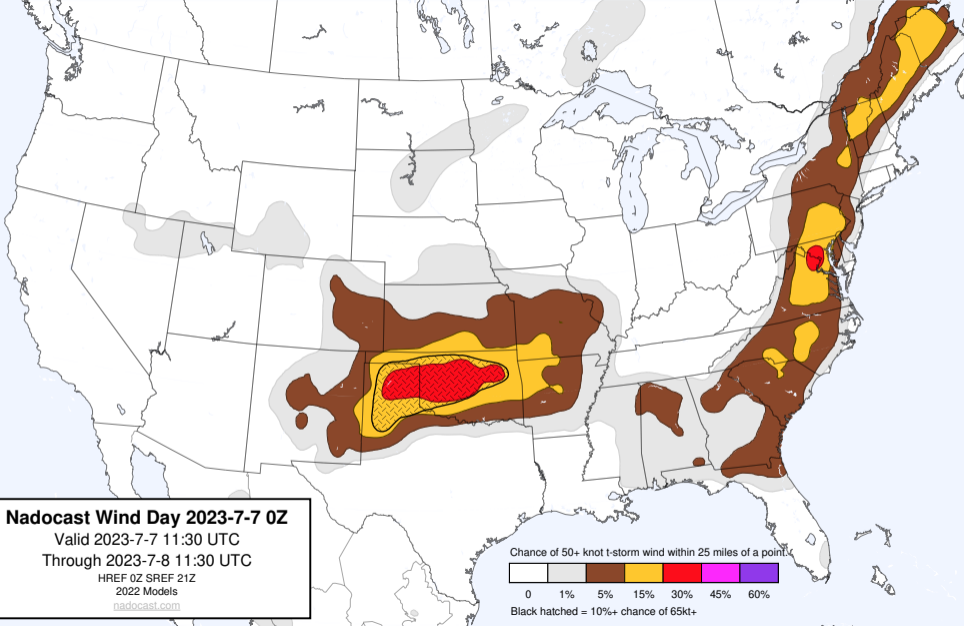 Nadocast Wind Day 2023-7-7 0Z
Valid 2023-7-7 11:30 UTC
Through 2023-7-8 11:30 UTC
HREF 0Z SREF 21Z
2022 Models
nadocast.com
Chance of 50+ knot t-storm wind within 25 miles of a point.
0 1% 5% 15% 30% 45% 60%
Black hatched = 10%+ chance of 65kt+